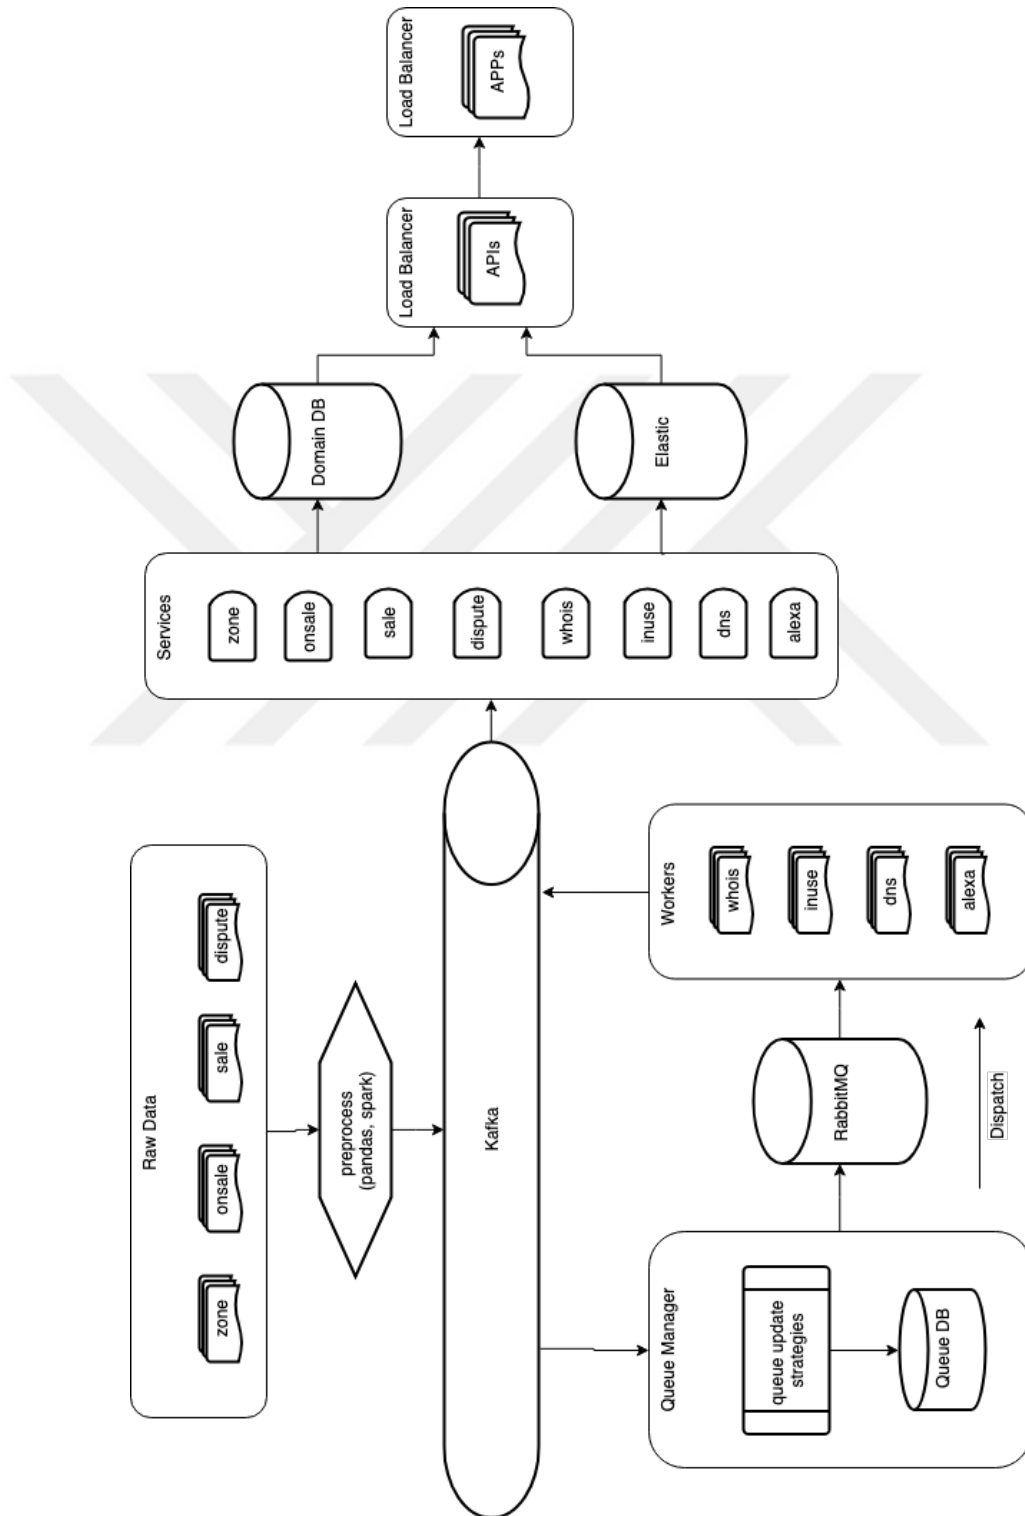 Raw Data
zone
onsale
sale
dispute
preprocess
(pandas, spark)
Kafka
Queue Manager
queue update
strategies
Queue DB
RabbitMQ
Dispatch
Workers
whois
inuse
dns
alexa
Services
zone
onsale
sale
dispute
whois
inuse
dns
alexa
Domain DB
Elastic
Load Balancer
APIs
Load Balancer
APPs